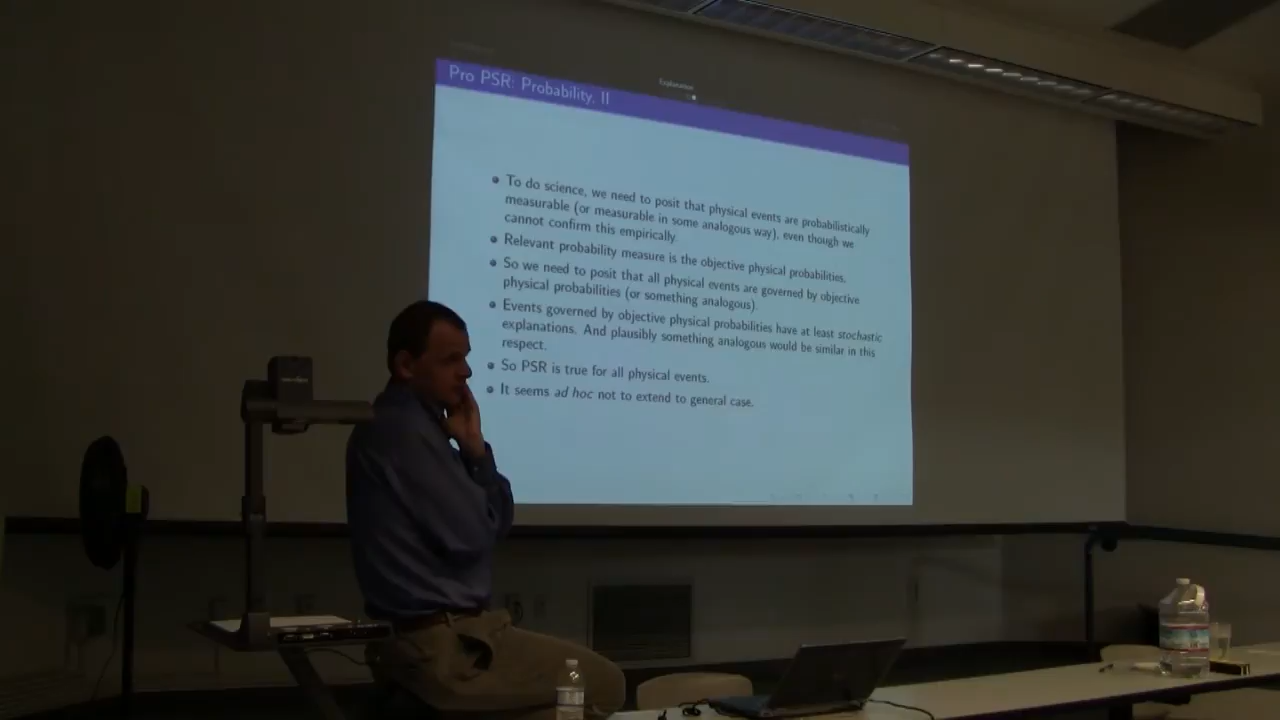 Pro PSR: Probability, II
Explanation
To do science, we need to posit that physical events are probabilistically
measurable (or measurable in some analogous way), even though we
cannot confirm this empirically.
Relevant probability measure is the objective physical probabilities.
So we need to posit that all physical events are governed by objective
physical probabilities (or something analogous).
Events governed by objective physical probabilities have at least stochastic
explanations. And plausibly something analogous would be similar in this
respect.
So PSR is true for all physical events.
It seems ad hoc not to extend to general case.